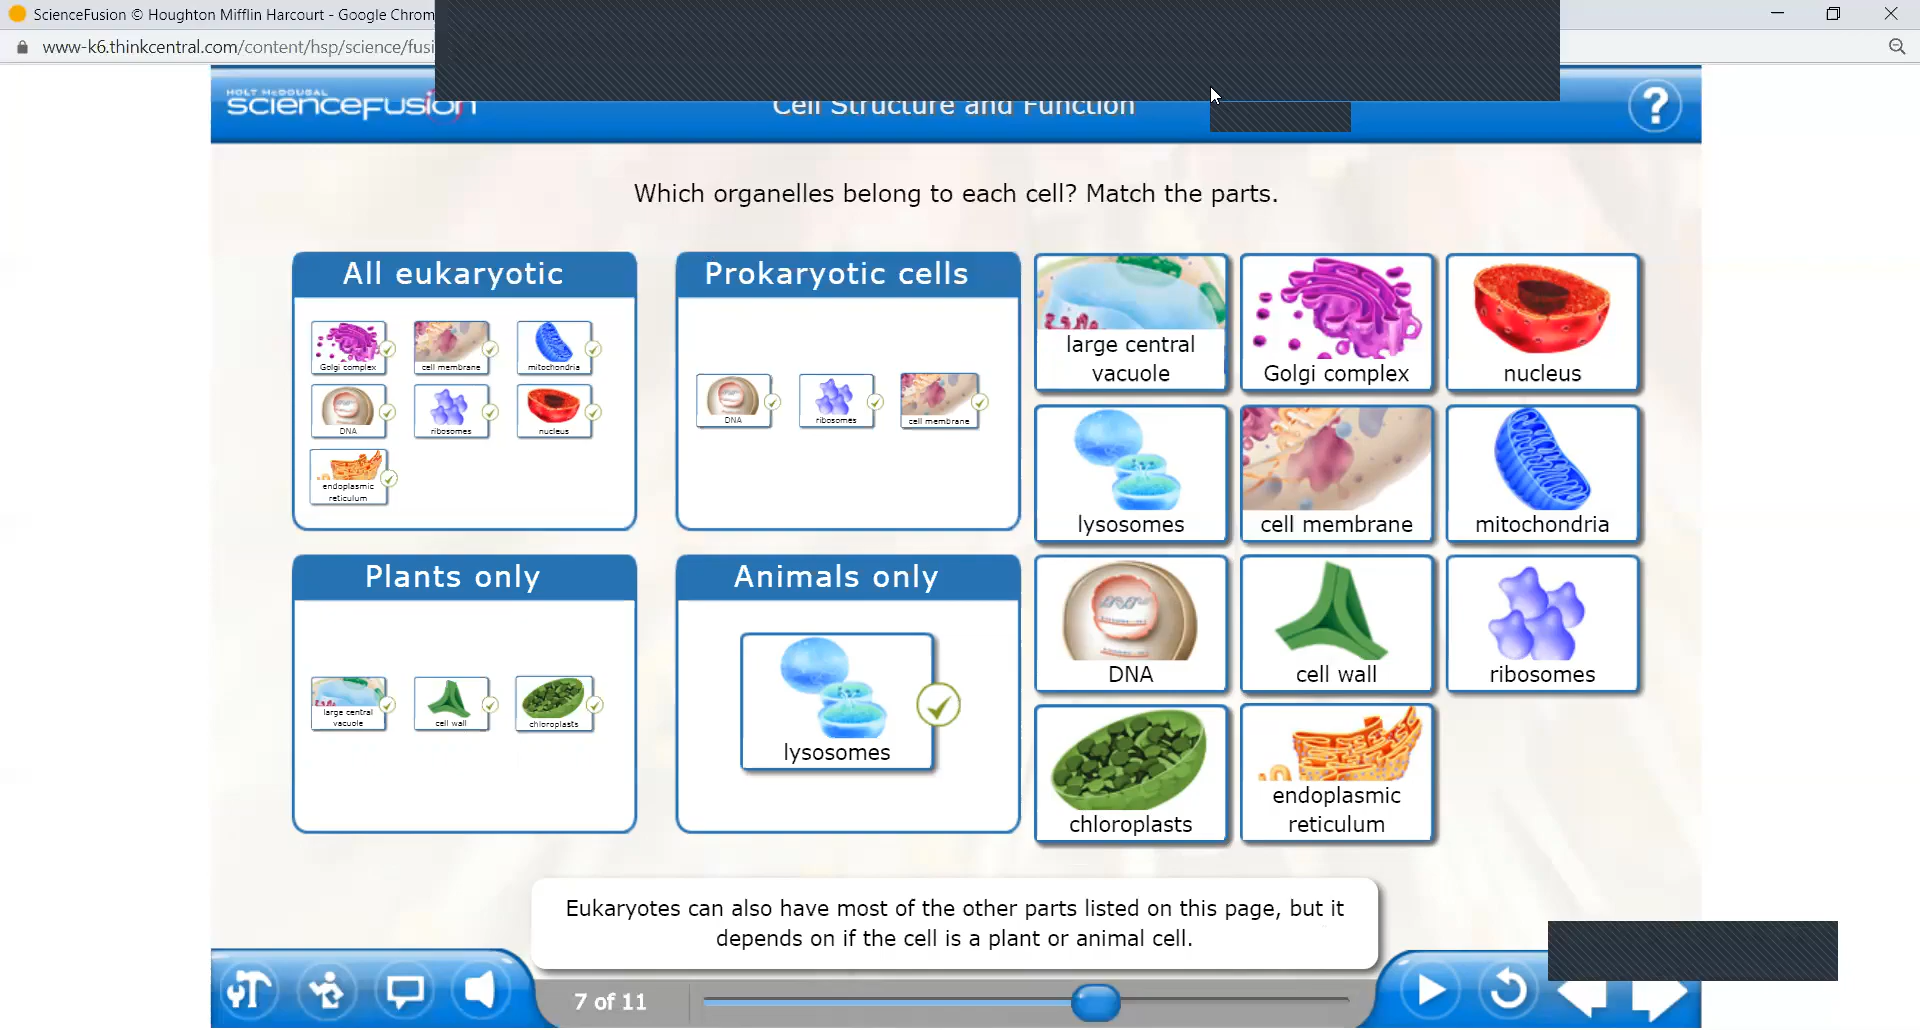 ScienceFusion © Houghton Mifflin Harcourt - Google Chrom
www-k6.thinkcentral.com/content/hsp/science/fusi
HOLT McDOUGAL
scienceFusion
Cell Structure and Function
?
Which organelles belong to each cell? Match the parts.
All eukaryotic
Golgi complex
cell membrane
mitochondria
DNA
ribosomes
nucleus
endoplasmic
reticulum
Prokaryotic cells
DNA
ribosomes
cell membrane
Plants only
large central
vacuole
cell wall
chloroplasts
Animals only
lysosomes
large central
vacuole
Golgi complex
nucleus
lysosomes
cell membrane
mitochondria
DNA
cell wall
ribosomes
chloroplasts
endoplasmic
reticulum
Eukaryotes can also have most of the other parts listed on this page, but it
depends on if the cell is a plant or animal cell.
7 of 11